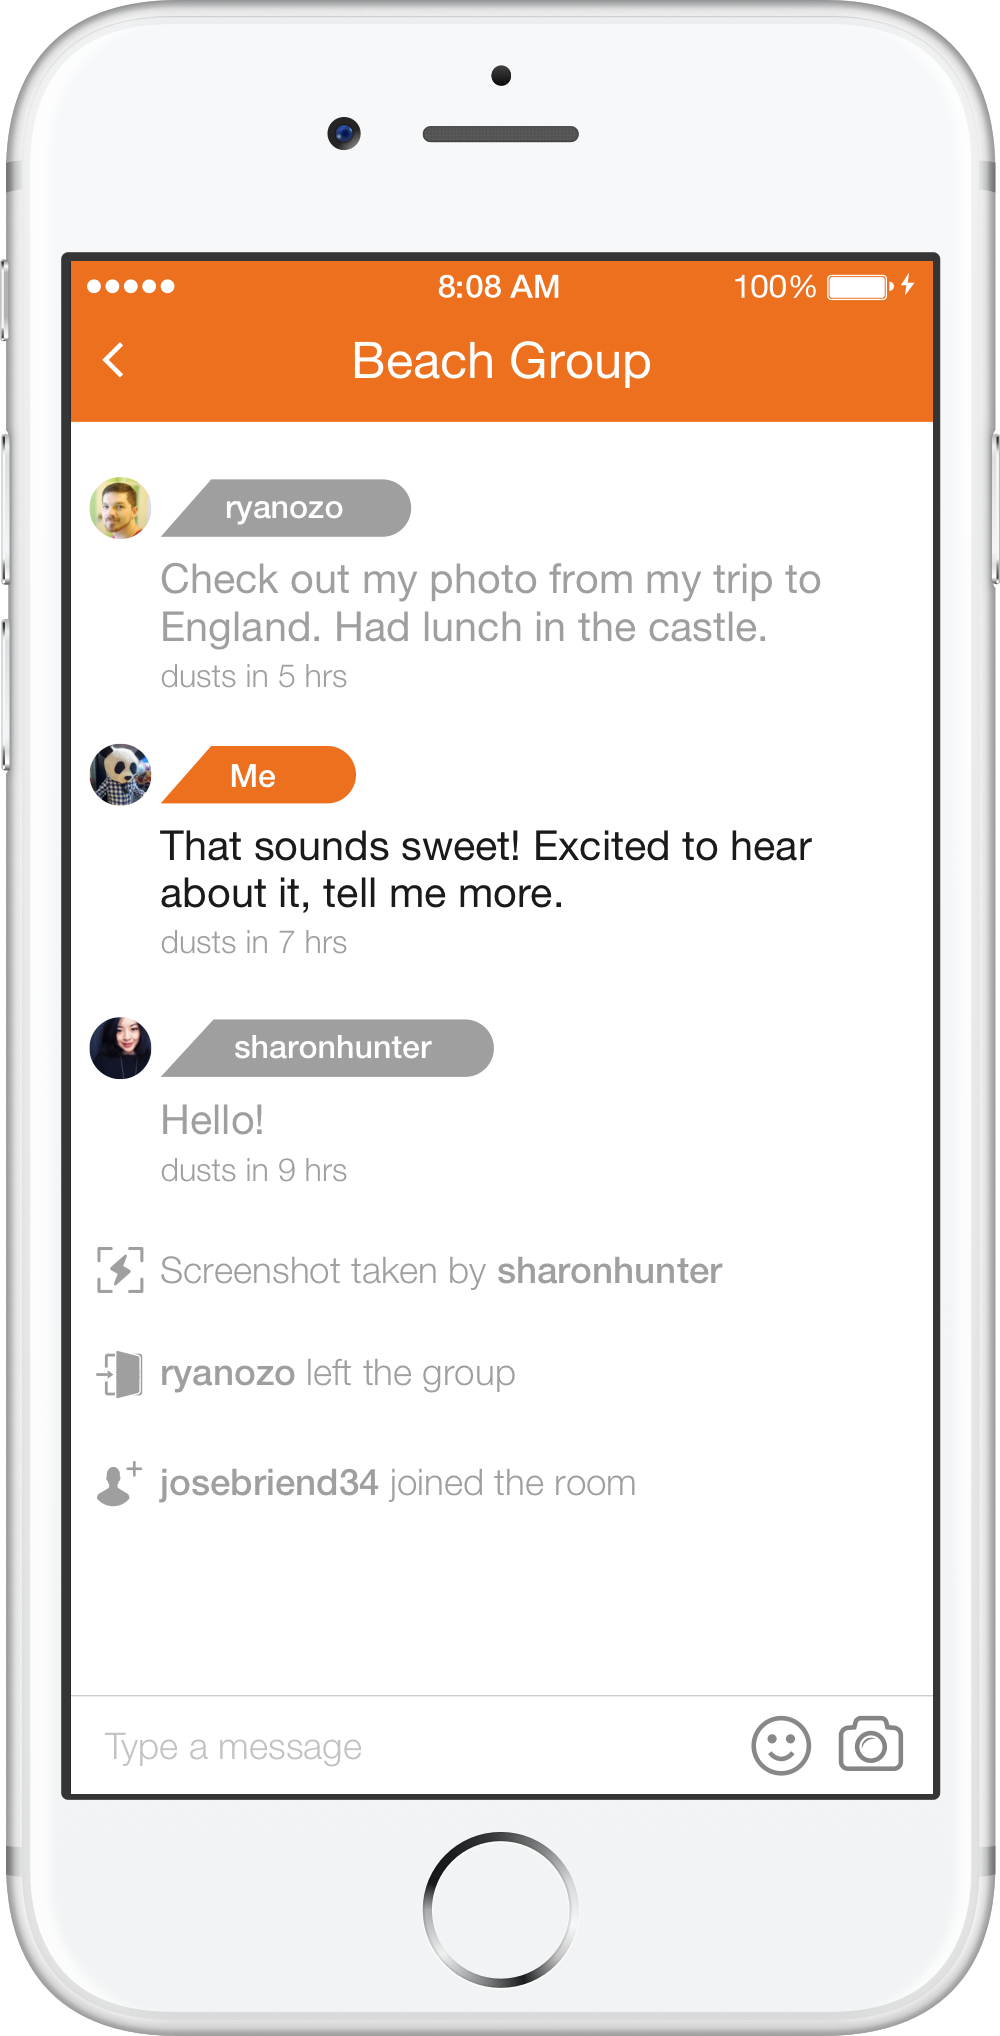 8:08 AM
100%
Beach Group
ryanozo
Check out my photo from my trip to
England. Had lunch in the castle.
dusts in 5 hrs
Me
That sounds sweet! Excited to hear
about it, tell me more.
dusts in 7 hrs
sharonhunter
Hello!
dusts in 9 hrs
Screenshot taken by sharonhunter
ryanozo left the group
josebriend34 joined the room
Type a message